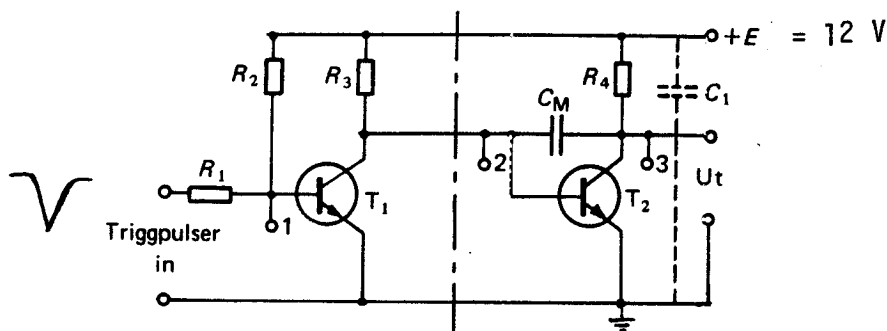 +E = 12 V
R2
R3
R4
C1
CM
R1
1
T1
2
3
T2
Ut
Triggpulser
in